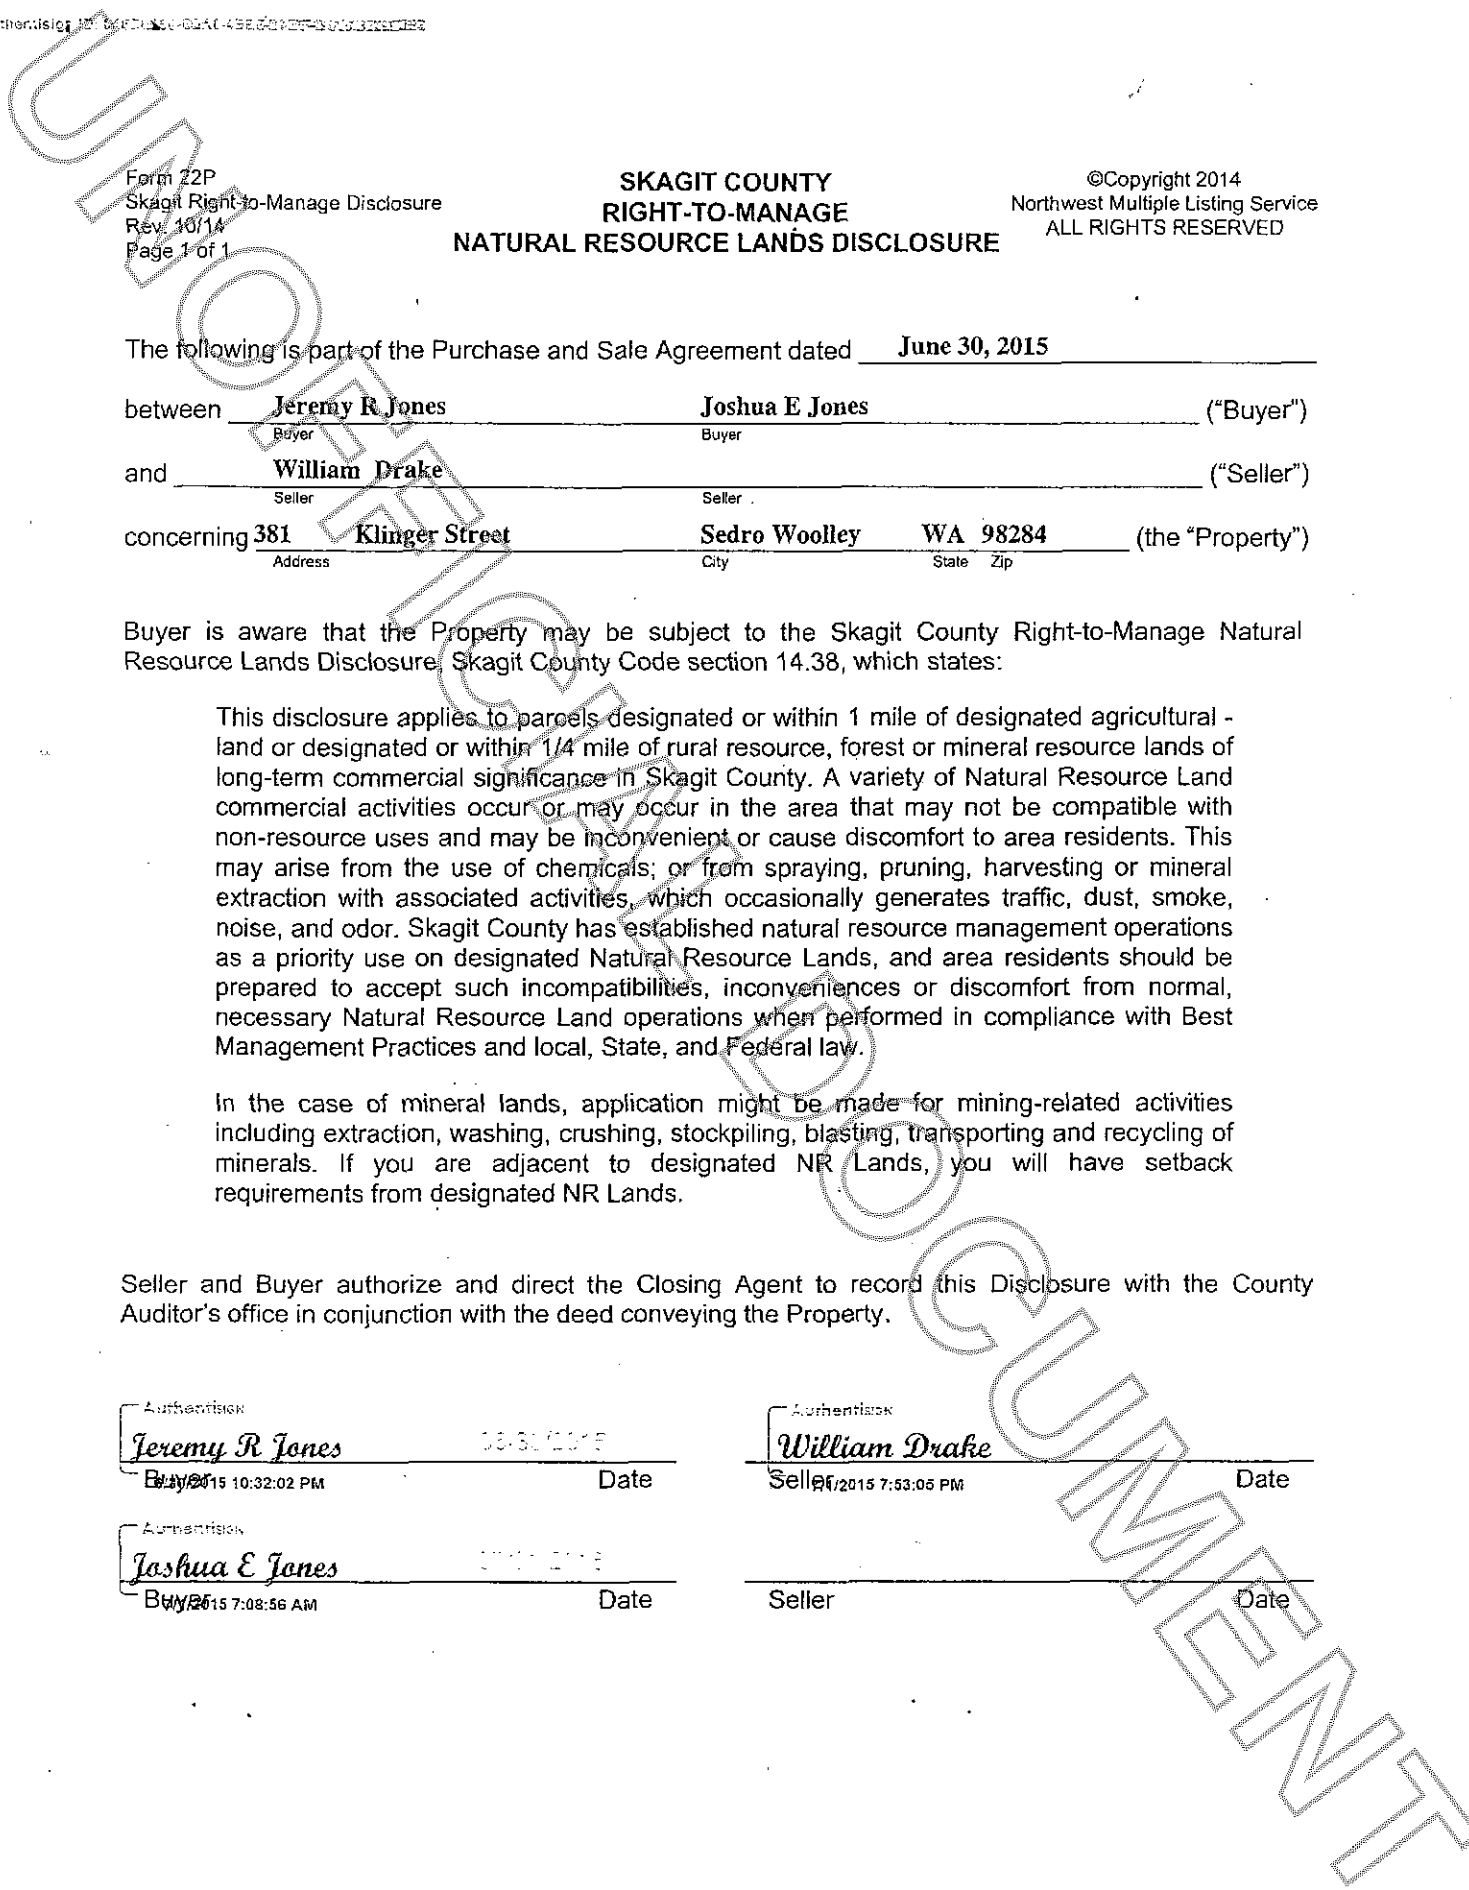 Form 22P
Skagit Right-to-Manage Disclosure
Rev. 10/14
Page 1 of 1
SKAGIT COUNTY
RIGHT-TO-MANAGE
NATURAL RESOURCE LANDS DISCLOSURE
©Copyright 2014
Northwest Multiple Listing Service
ALL RIGHTS RESERVED
The following is part of the Purchase and Sale Agreement dated June 30, 2015
between Jeremy R Jones Joshua E Jones ("Buyer")
Buyer Buyer
and William Drake ("Seller")
Seller Seller
concerning 381 Klinger Street Sedro Woolley WA 98284 (the "Property")
Address City State Zip
Buyer is aware that the Property may be subject to the Skagit County Right-to-Manage Natural
Resource Lands Disclosure, Skagit County Code section 14.38, which states:
This disclosure applies to parcels designated or within 1 mile of designated agricultural -
land or designated or within 1/4 mile of rural resource, forest or mineral resource lands of
long-term commercial significance in Skagit County. A variety of Natural Resource Land
commercial activities occur or may occur in the area that may not be compatible with
non-resource uses and may be inconvenient or cause discomfort to area residents. This
may arise from the use of chemicals; or from spraying, pruning, harvesting or mineral
extraction with associated activities, which occasionally generates traffic, dust, smoke,
noise, and odor. Skagit County has established natural resource management operations
as a priority use on designated Natural Resource Lands, and area residents should be
prepared to accept such incompatibilities, inconveniences or discomfort from normal,
necessary Natural Resource Land operations when performed in compliance with Best
Management Practices and local, State, and Federal law.
In the case of mineral lands, application might be made for mining-related activities
including extraction, washing, crushing, stockpiling, blasting, transporting and recycling of
minerals. If you are adjacent to designated NR Lands, you will have setback
requirements from designated NR Lands.
Seller and Buyer authorize and direct the Closing Agent to record this Disclosure with the County
Auditor's office in conjunction with the deed conveying the Property.
Authentisign Authentisign
Jeremy R Jones William Drake
Buyer 10:32:02 PM Date Seller 7:53:05 PM Date
Authentisign
Joshua E Jones
Buyer 7:08:56 AM Date Seller Date
UNOFFICIAL DOCUMENT